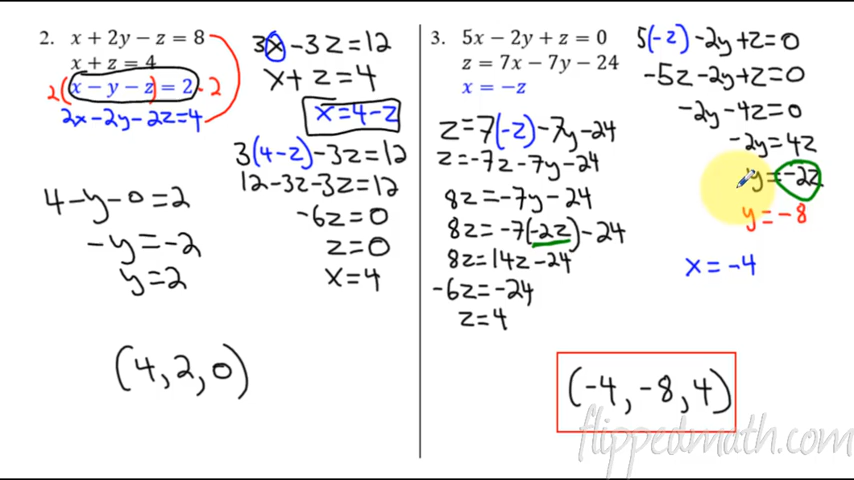 2. x + 2y − z = 8
x + z = 4
2(x − y − z) = 2 · 2
2x − 2y − 2z = 4
3x − 3z = 12
x + z = 4
x = 4 − z
3(4 − z) − 3z = 12
12 − 3z − 3z = 12
−6z = 0
z = 0
x = 4
4 − y − 0 = 2
−y = −2
y = 2
(4, 2, 0)
3. 5x − 2y + z = 0
z = 7x − 7y − 24
x = −z
z = 7(−z) − 7y − 24
z = −7z − 7y − 24
8z = −7y − 24
8z = −7(−2z) − 24
8z = 14z − 24
−6z = −24
z = 4
5(−z) − 2y + z = 0
−5z − 2y + z = 0
−2y − 4z = 0
−2y = 4z
y = −2z
y = −8
x = −4
(−4, −8, 4)
flippedmath.com